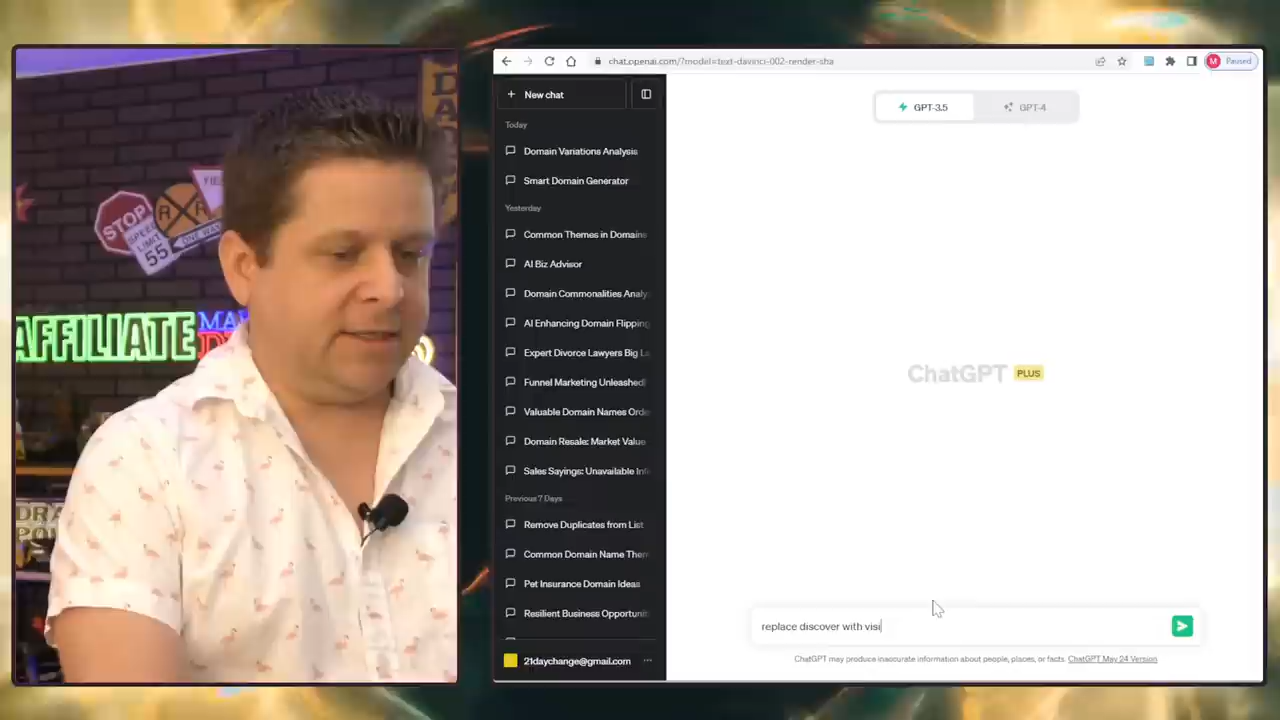 STOP
YIE
R R
SPEED
LIMIT
55
ONE WAY
AFFILIATE
chat.openai.com/?model=text-davinci-002-render-sha
M Paused
+ New chat
GPT-3.5
GPT-4
Today
Domain Variations Analysis
Smart Domain Generator
Yesterday
Common Themes in Domains
AI Biz Advisor
Domain Commonalities Analy
AI Enhancing Domain Flipping
Expert Divorce Lawyers Big La
Funnel Marketing Unleashed!
Valuable Domain Names Orde
Domain Resale: Market Value
Sales Sayings: Unavailable Inf
Previous 7 Days
Remove Duplicates from List
Common Domain Name Them
Pet Insurance Domain Ideas
Resilient Business Opportunit
21daychange@gmail.com
ChatGPT PLUS
replace discover with visi
ChatGPT may produce inaccurate information about people, places, or facts. ChatGPT May 24 Version